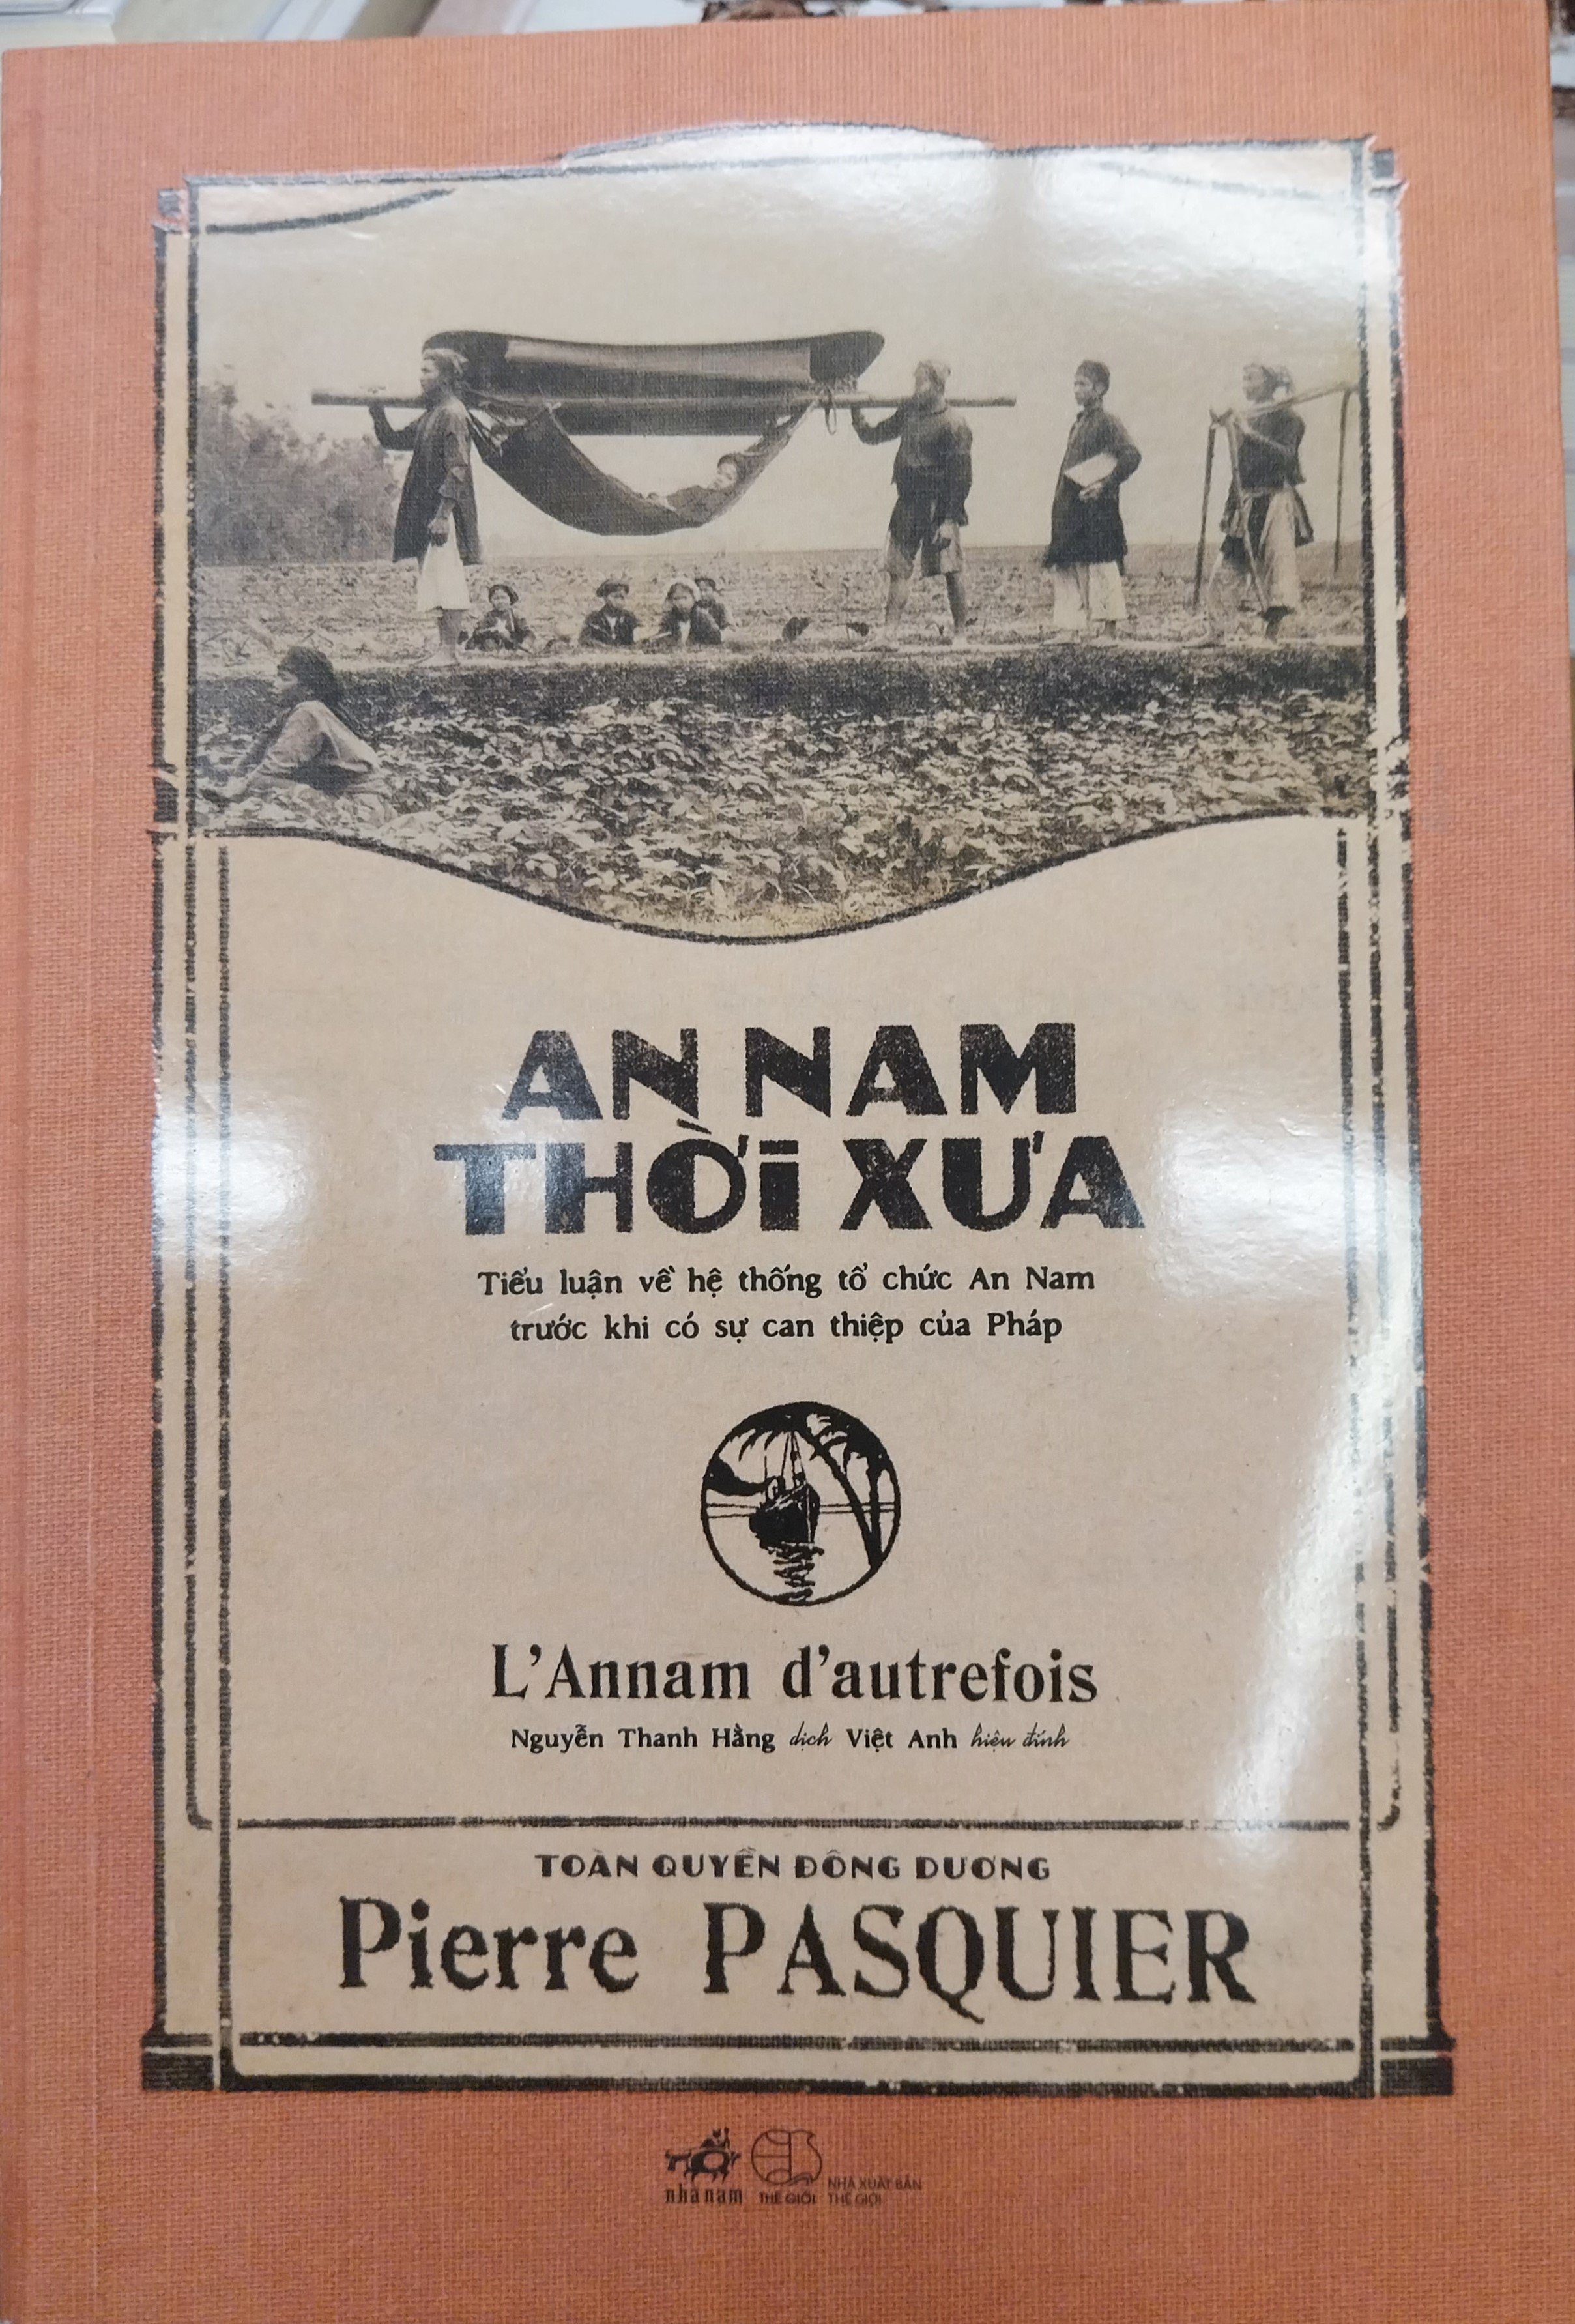 AN NAM
THỜI XƯA
Tiểu luận về hệ thống tổ chức An Nam
trước khi có sự can thiệp của Pháp
L'Annam d'autrefois
Nguyễn Thanh Hằng dịch Việt Anh hiệu đính
TOÀN QUYỀN ĐÔNG DƯƠNG
Pierre PASQUIER
nhã nam
THẾ GIỚI
NHÀ XUẤT BẢN
THẾ GIỚI